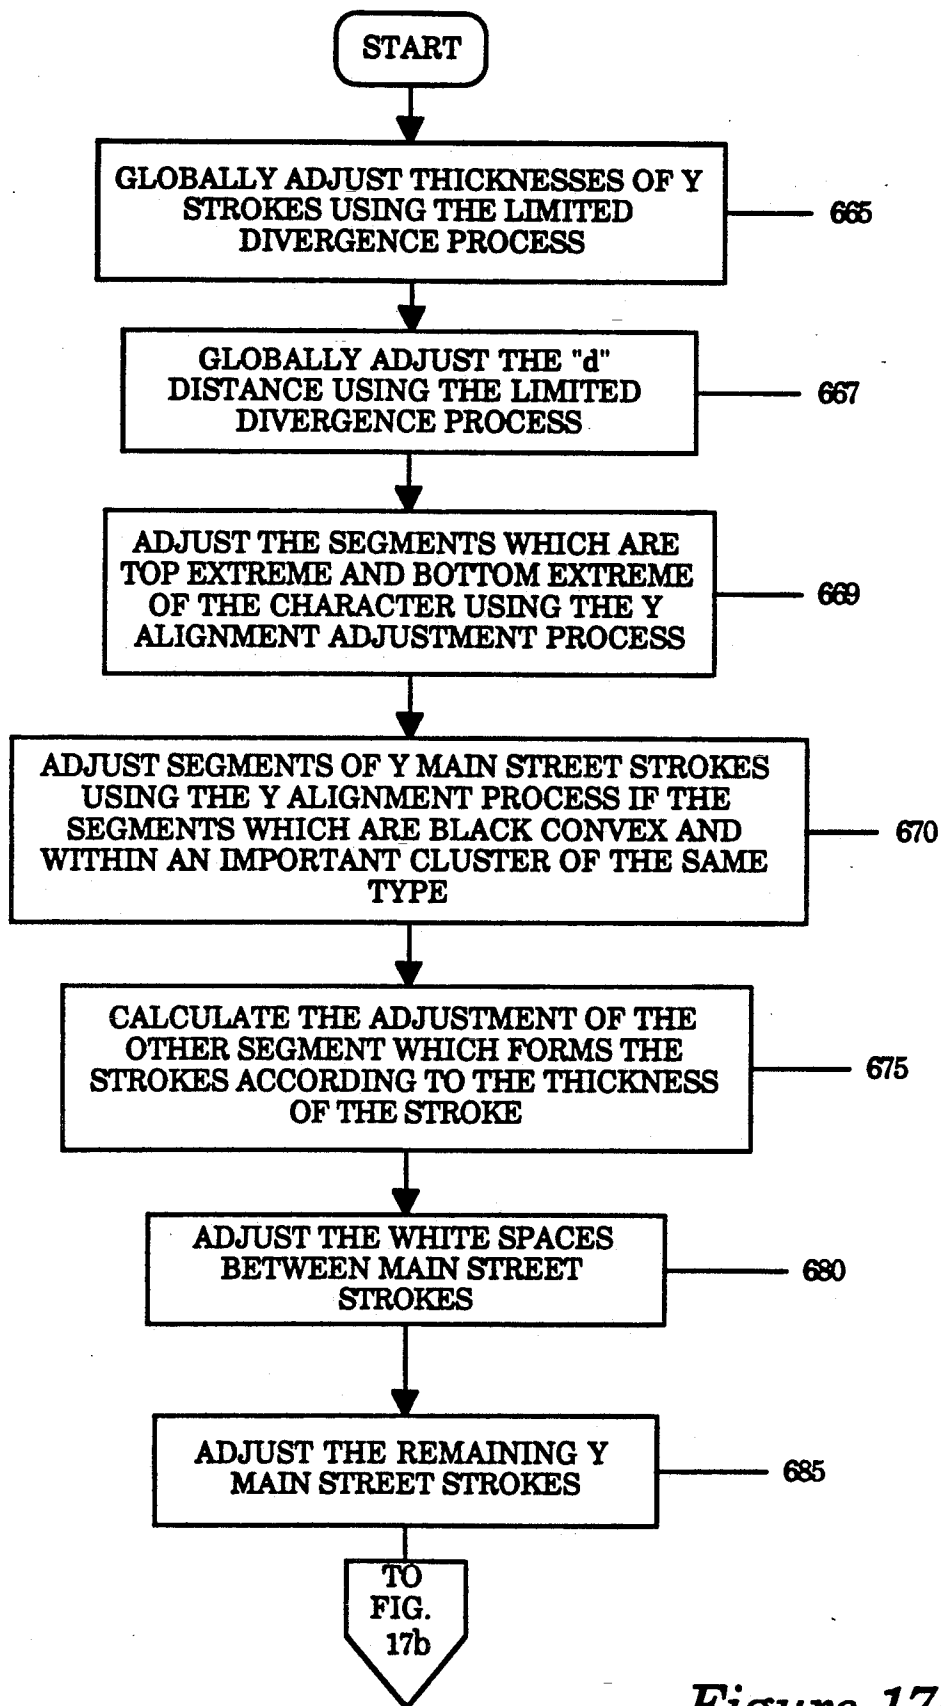 START
GLOBALLY ADJUST THICKNESSES OF Y
STROKES USING THE LIMITED
DIVERGENCE PROCESS
665
GLOBALLY ADJUST THE "d"
DISTANCE USING THE LIMITED
DIVERGENCE PROCESS
667
ADJUST THE SEGMENTS WHICH ARE
TOP EXTREME AND BOTTOM EXTREME
OF THE CHARACTER USING THE Y
ALIGNMENT ADJUSTMENT PROCESS
669
ADJUST SEGMENTS OF Y MAIN STREET STROKES
USING THE Y ALIGNMENT PROCESS IF THE
SEGMENTS WHICH ARE BLACK CONVEX AND
WITHIN AN IMPORTANT CLUSTER OF THE SAME
TYPE
670
CALCULATE THE ADJUSTMENT OF THE
OTHER SEGMENT WHICH FORMS THE
STROKES ACCORDING TO THE THICKNESS
OF THE STROKE
675
ADJUST THE WHITE SPACES
BETWEEN MAIN STREET
STROKES
680
ADJUST THE REMAINING Y
MAIN STREET STROKES
685
TO
FIG.
17b
Figure 17